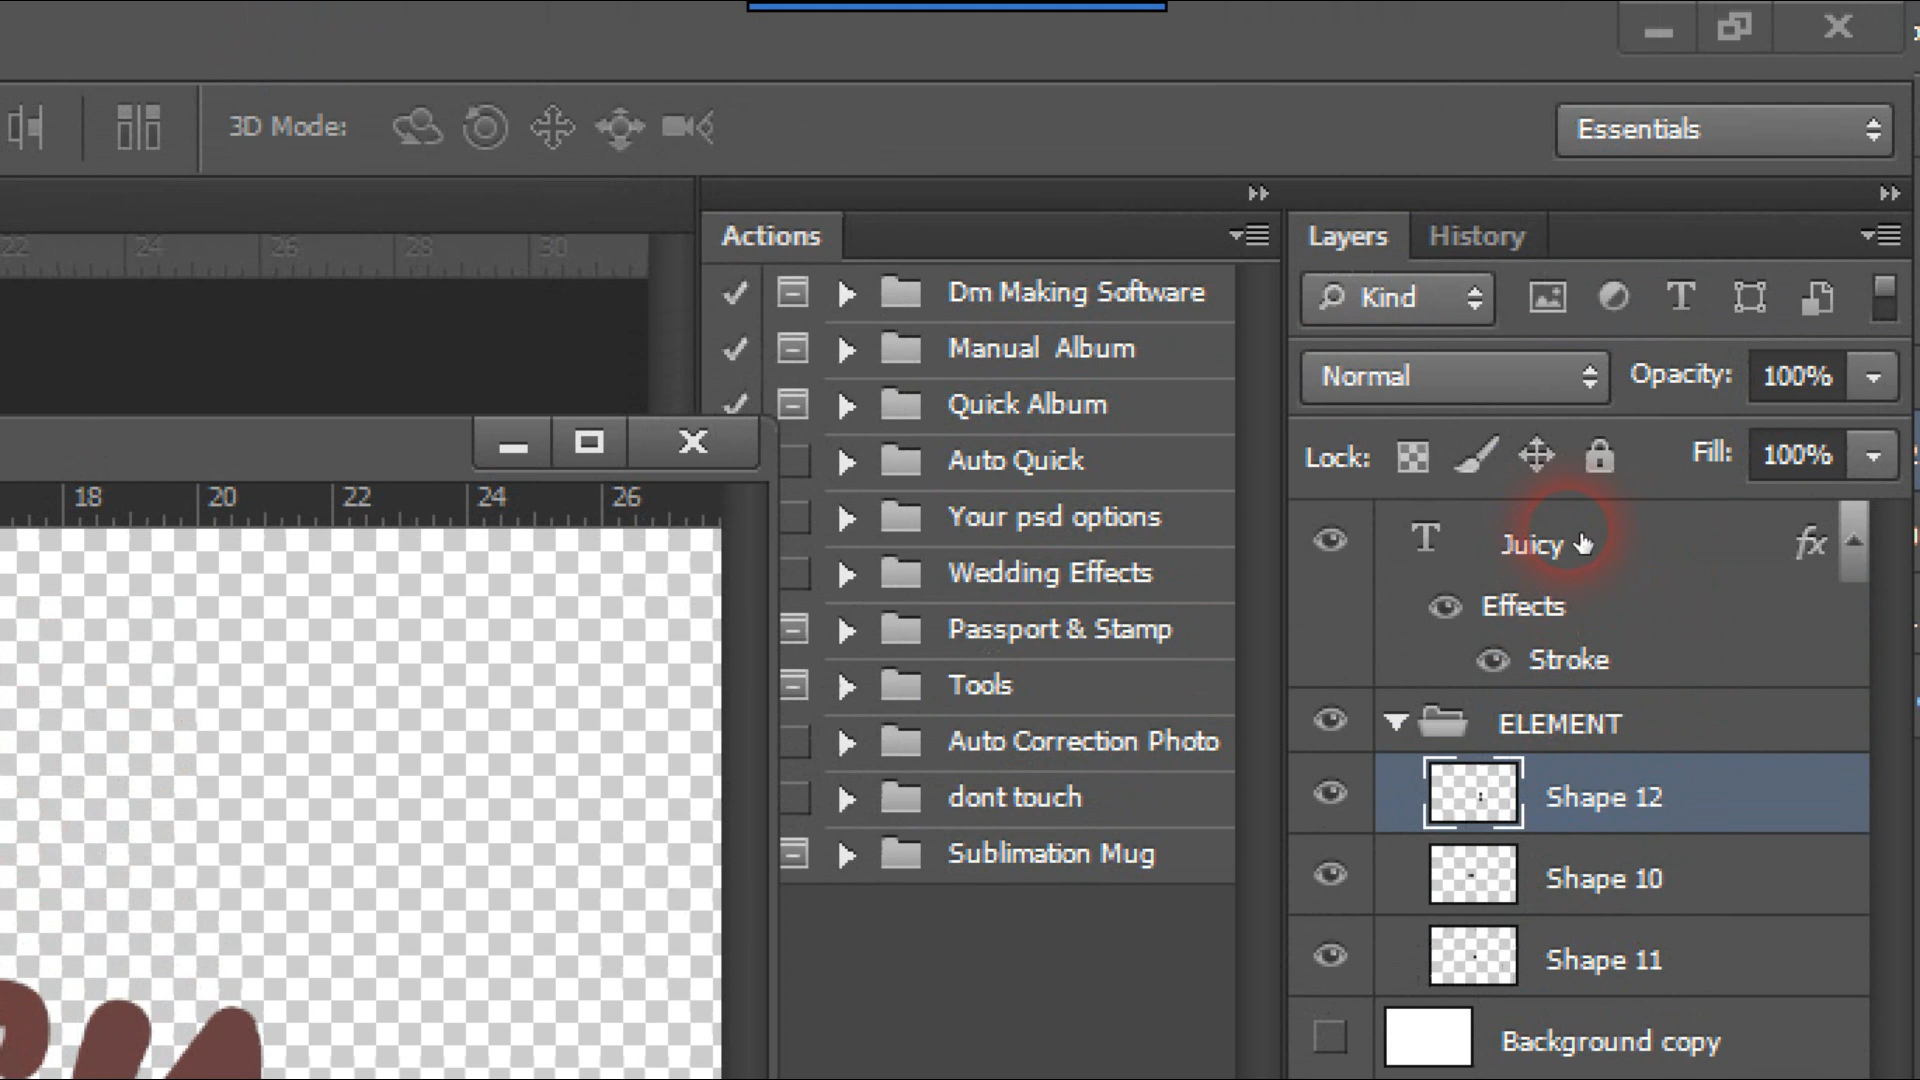 3D Mode:
Essentials
22 24 26 28 30
Actions
Layers
History
Dm Making Software
Kind
T
Manual Album
Normal
Opacity: 100%
Quick Album
Auto Quick
Lock:
Fill: 100%
18 20 22 24 26
Your psd options
T Juicy fx
Wedding Effects
Effects
Passport & Stamp
Stroke
Tools
ELEMENT
Auto Correction Photo
dont touch
Shape 12
Sublimation Mug
Shape 10
Shape 11
Background copy